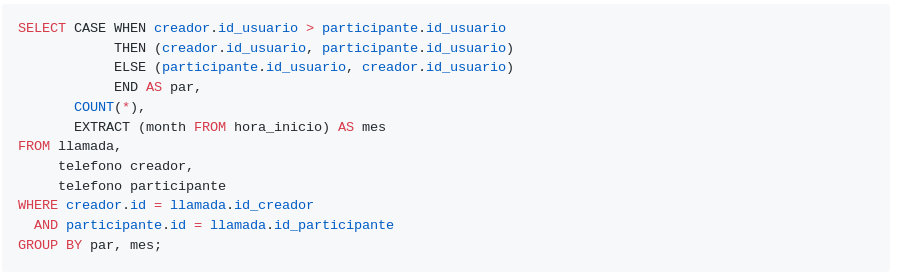 SELECT CASE WHEN creador.id_usuario > participante.id_usuario
THEN (creador.id_usuario, participante.id_usuario)
ELSE (participante.id_usuario, creador.id_usuario)
END AS par,
COUNT(*),
EXTRACT (month FROM hora_inicio) AS mes
FROM llamada,
telefono creador,
telefono participante
WHERE creador.id = llamada.id_creador
AND participante.id = llamada.id_participante
GROUP BY par, mes;